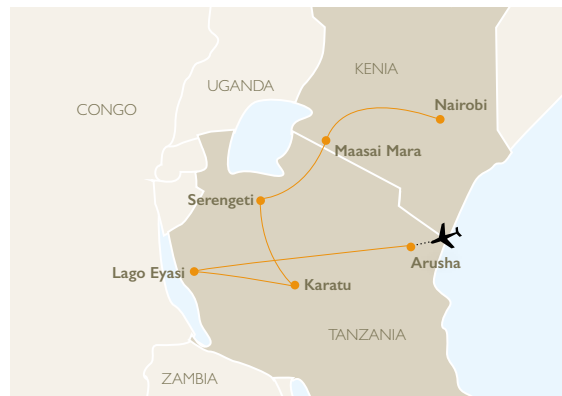 KENIA
UGANDA
CONGO
Nairobi
Maasai Mara
Serengeti
Arusha
Lago Eyasi
Karatu
TANZANIA
ZAMBIA